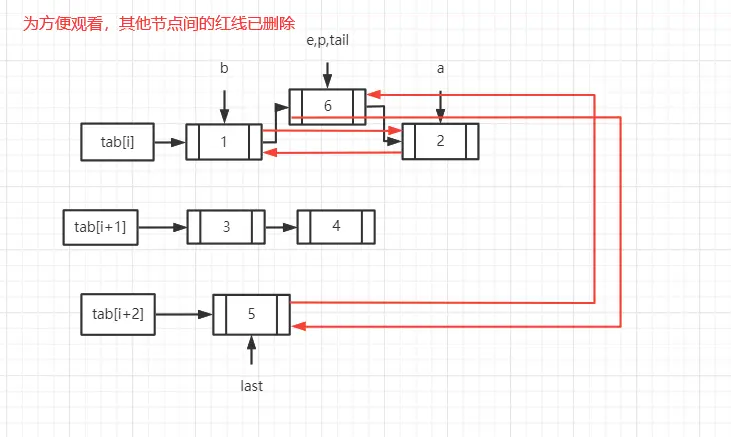 为方便观看，其他节点间的红线已删除
e,p,tail
b
a
6
tab[i]
1
2
tab[i+1]
3
4
tab[i+2]
5
last